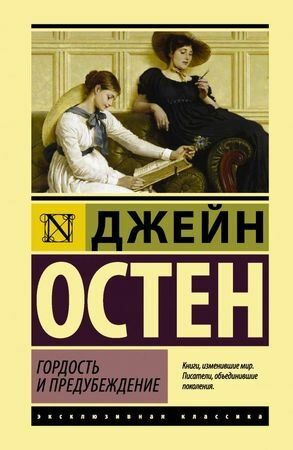 ДЖЕЙН
ОСТЕН
ГОРДОСТЬ
И ПРЕДУБЕЖДЕНИЕ
Книги, изменившие мир.
Писатели, объединившие
поколения.
ЭКСКЛЮЗИВНАЯ КЛАССИКА